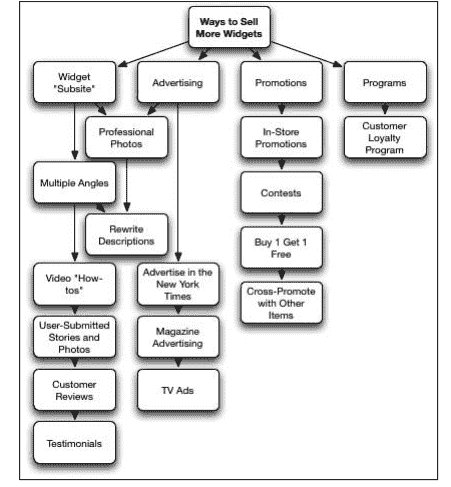 Ways to Sell
More Widgets
Widget
"Subsite"
Advertising
Promotions
Programs
Professional
Photos
In-Store
Promotions
Customer
Loyalty
Program
Multiple Angles
Contests
Rewrite
Descriptions
Buy 1 Get 1
Free
Video "How-
tos"
Advertise in the
New York
Times
Cross-Promote
with Other
Items
User-Submitted
Stories and
Photos
Magazine
Advertising
Customer
Reviews
TV Ads
Testimonials